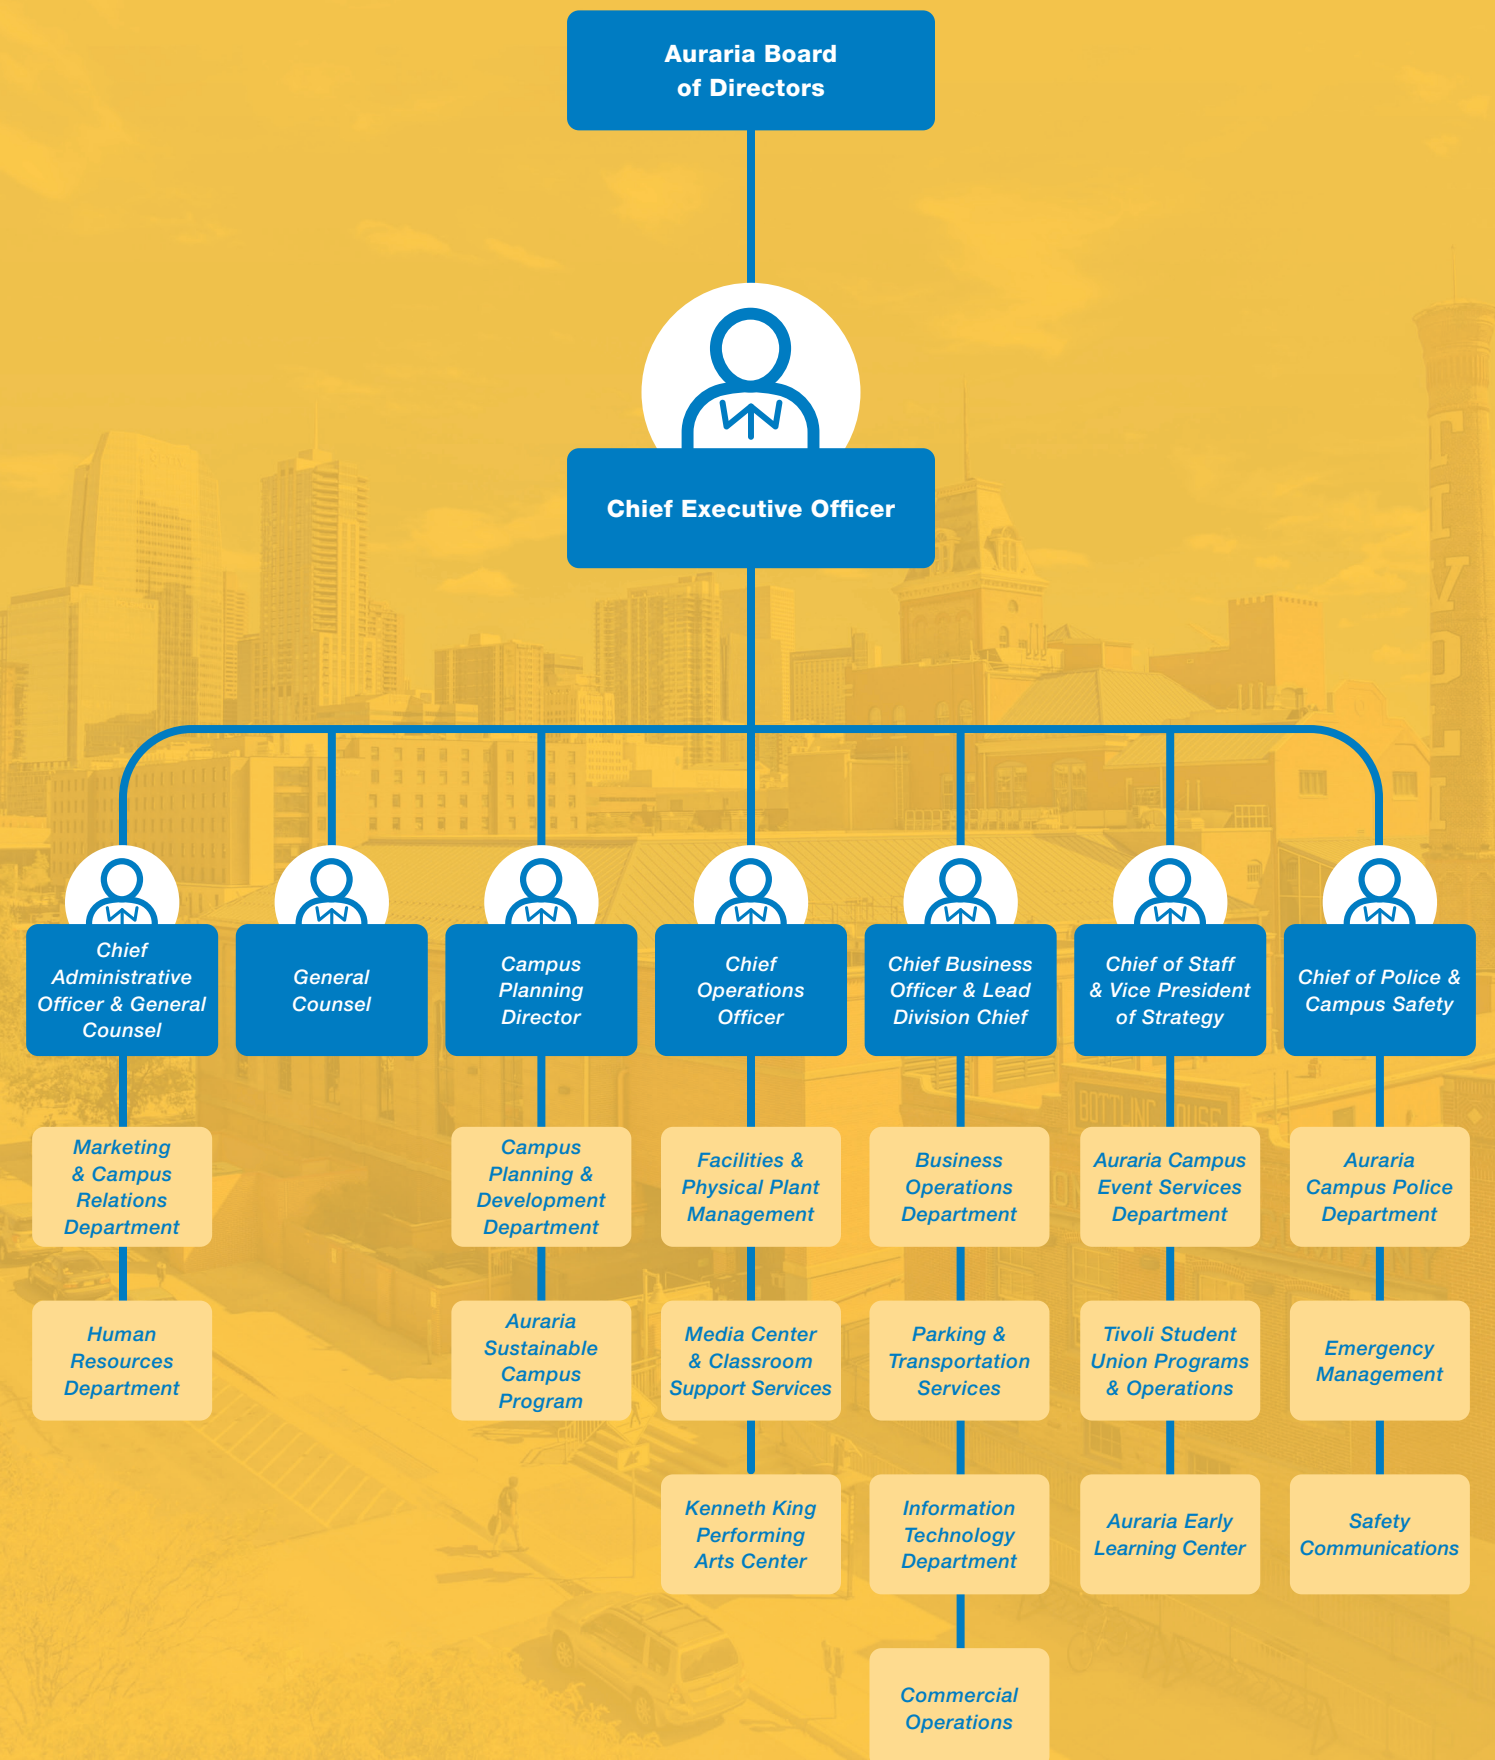 Auraria Board
of Directors
Chief Executive Officer
Chief
Administrative
Officer & General
Counsel
General
Counsel
Campus
Planning
Director
Chief
Operations
Officer
Chief Business
Officer & Lead
Division Chief
Chief of Staff
& Vice President
of Strategy
Chief of Police &
Campus Safety
Marketing
& Campus
Relations
Department
Campus
Planning &
Development
Department
Facilities &
Physical Plant
Management
Business
Operations
Department
Auraria Campus
Event Services
Department
Auraria
Campus Police
Department
Human
Resources
Department
Auraria
Sustainable
Campus
Program
Media Center
& Classroom
Support Services
Parking &
Transportation
Services
Tivoli Student
Union Programs
& Operations
Emergency
Management
Kenneth King
Performing
Arts Center
Information
Technology
Department
Auraria Early
Learning Center
Safety
Communications
Commercial
Operations
TIVOLI
BOTTLING HOUSE